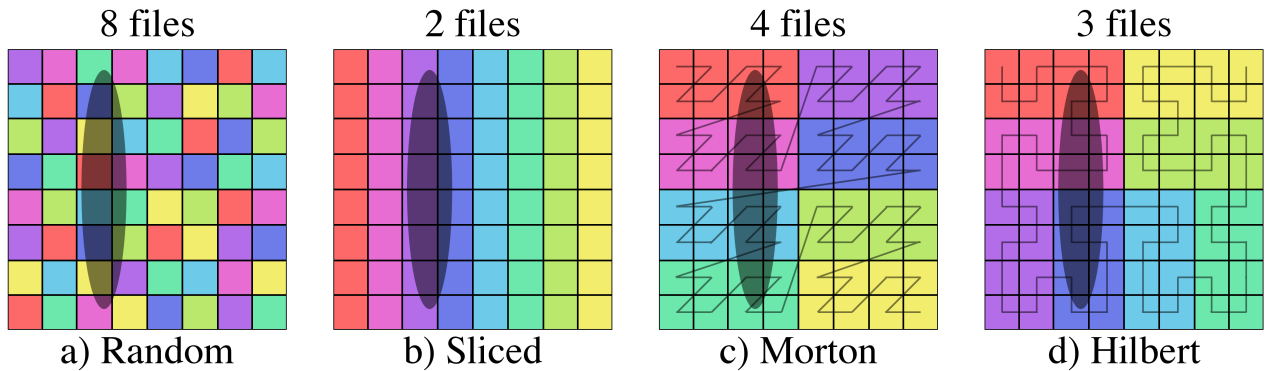 8 files
2 files
4 files
3 files
a) Random
b) Sliced
c) Morton
d) Hilbert